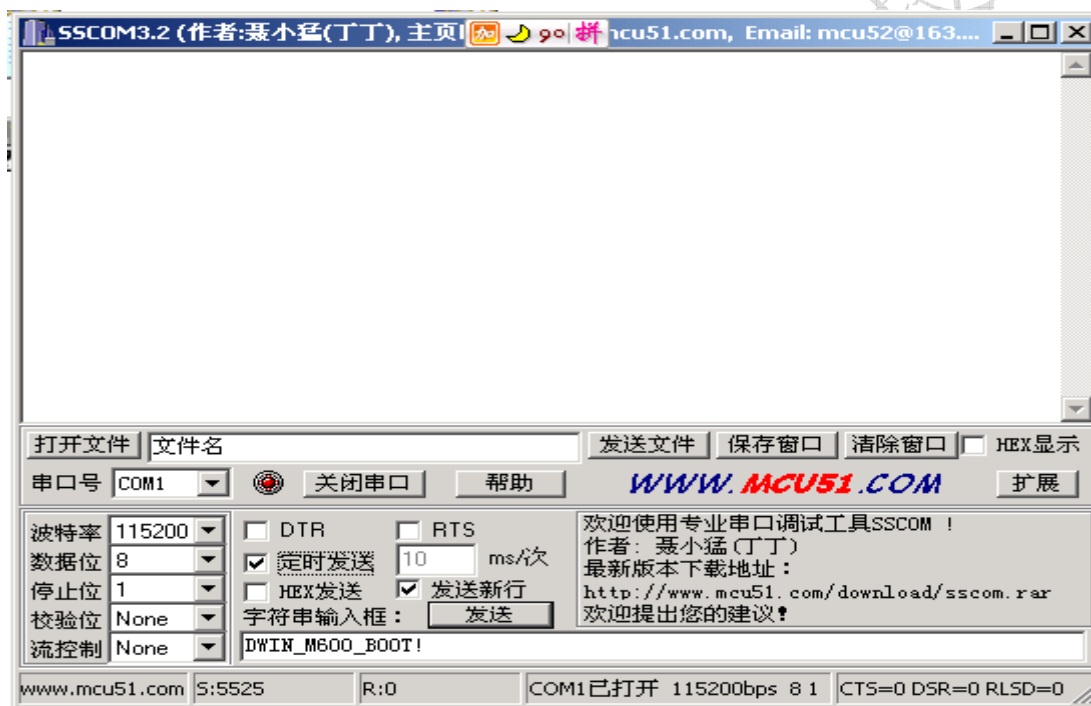 SSCOM3.2 (作者:聂小猛(丁丁), 主页 加 拼 ncu51.com, Email: mcu52@163....
打开文件 文件名 发送文件 保存窗口 清除窗口 HEX显示
串口号 COM1 关闭串口 帮助 WWW.MCU51.COM 扩展
波特率 115200 DTR RTS
数据位 8 定时发送 10 ms/次
停止位 1 HEX发送 发送新行
校验位 None 字符串输入框: 发送
流控制 None DWIN_M600_BOOT!
欢迎使用专业串口调试工具SSCOM !
作者: 聂小猛(丁丁)
最新版本下载地址:
http://www.mcu51.com/download/sscom.rar
欢迎提出您的建议!
www.mcu51.com S:5525 R:0 COM1已打开 115200bps 8 1 CTS=0 DSR=0 RLSD=0